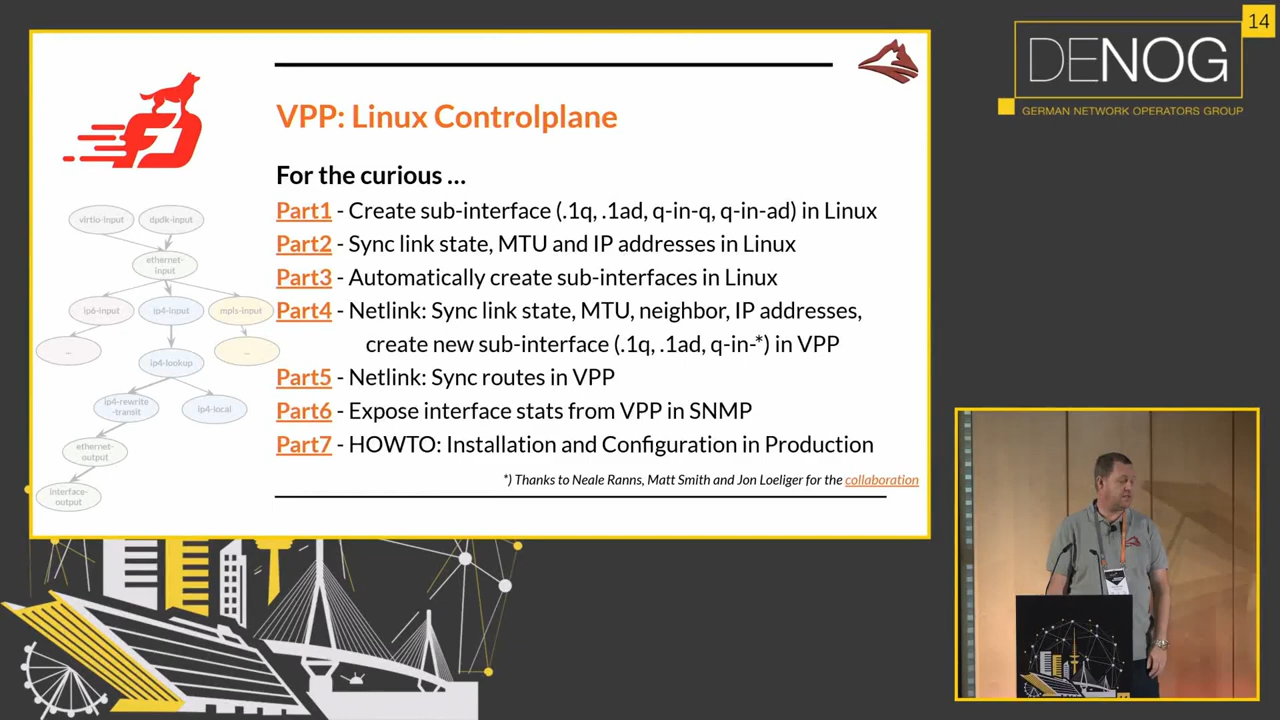 14
DENOG
GERMAN NETWORK OPERATORS GROUP
VPP: Linux Controlplane
For the curious ...
Part1 - Create sub-interface (.1q, .1ad, q-in-q, q-in-ad) in Linux
Part2 - Sync link state, MTU and IP addresses in Linux
Part3 - Automatically create sub-interfaces in Linux
Part4 - Netlink: Sync link state, MTU, neighbor, IP addresses,
create new sub-interface (.1q, .1ad, q-in-*) in VPP
Part5 - Netlink: Sync routes in VPP
Part6 - Expose interface stats from VPP in SNMP
Part7 - HOWTO: Installation and Configuration in Production
*) Thanks to Neale Ranns, Matt Smith and Jon Loeliger for the collaboration
virtio-input
dpdk-input
ethernet-
input
ip6-input
ip4-input
mpls-input
...
...
ip4-lookup
ip4-rewrite
-transit
ip4-local
ethernet-
output
interface-
output